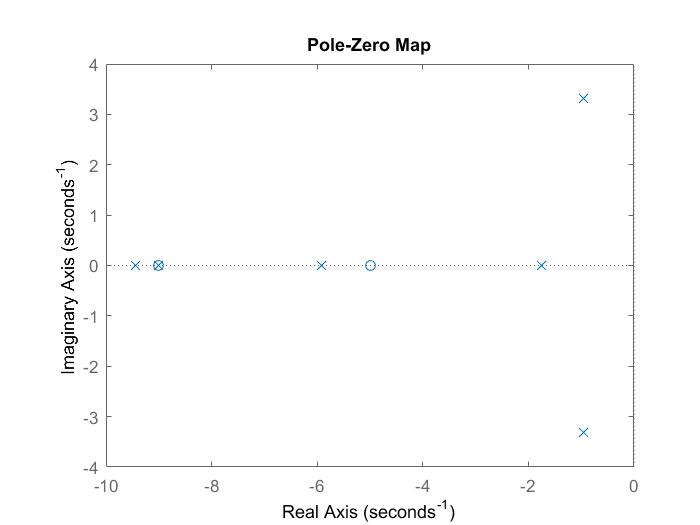 Pole-Zero Map
4
3
2
1
0
-1
-2
-3
-4
Imaginary Axis (seconds⁻¹)
-10 -8 -6 -4 -2 0
Real Axis (seconds⁻¹)